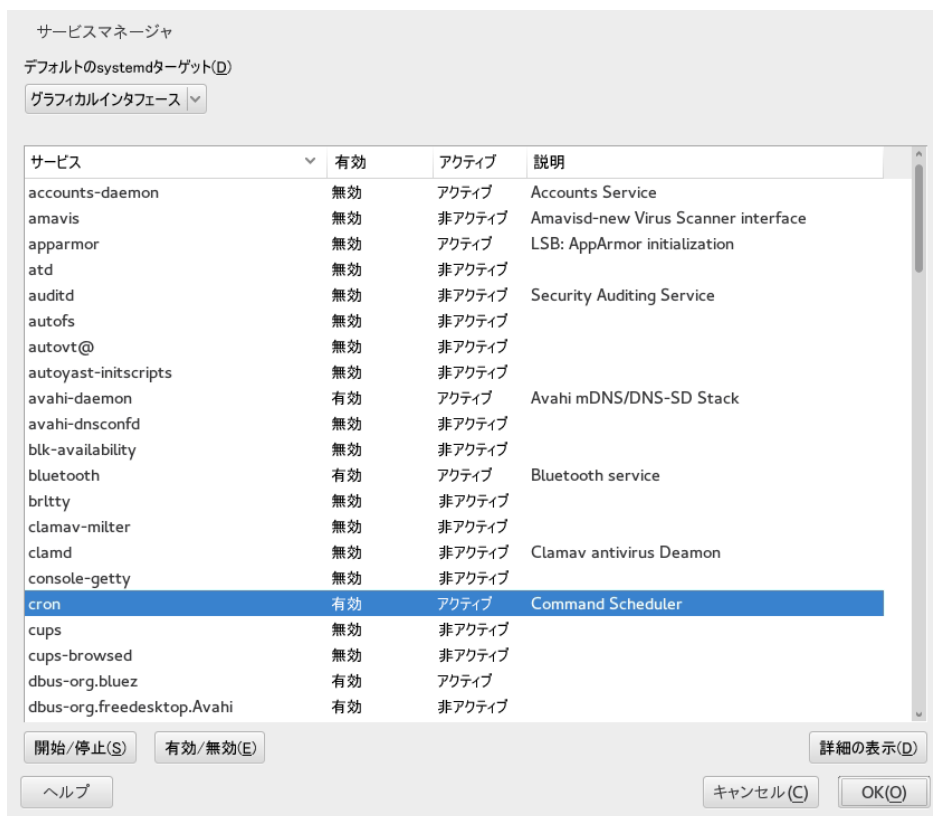 サービスマネージャ
デフォルトのsystemdターゲット(D)
グラフィカルインタフェース
サービス 有効 アクティブ 説明
accounts-daemon 無効 アクティブ Accounts Service
amavis 無効 非アクティブ Amavisd-new Virus Scanner interface
apparmor 無効 アクティブ LSB: AppArmor initialization
atd 無効 非アクティブ
auditd 無効 非アクティブ Security Auditing Service
autofs 無効 非アクティブ
autovt@ 無効 非アクティブ
autoyast-initscripts 無効 非アクティブ
avahi-daemon 有効 アクティブ Avahi mDNS/DNS-SD Stack
avahi-dnsconfd 無効 非アクティブ
blk-availability 無効 非アクティブ
bluetooth 有効 アクティブ Bluetooth service
brltty 無効 非アクティブ
clamav-milter 無効 非アクティブ
clamd 無効 非アクティブ Clamav antivirus Deamon
console-getty 無効 非アクティブ
cron 有効 アクティブ Command Scheduler
cups 無効 非アクティブ
cups-browsed 無効 非アクティブ
dbus-org.bluez 有効 アクティブ
dbus-org.freedesktop.Avahi 有効 非アクティブ
開始/停止(S) 有効/無効(E) 詳細の表示(D)
ヘルプ キャンセル(C) OK(O)